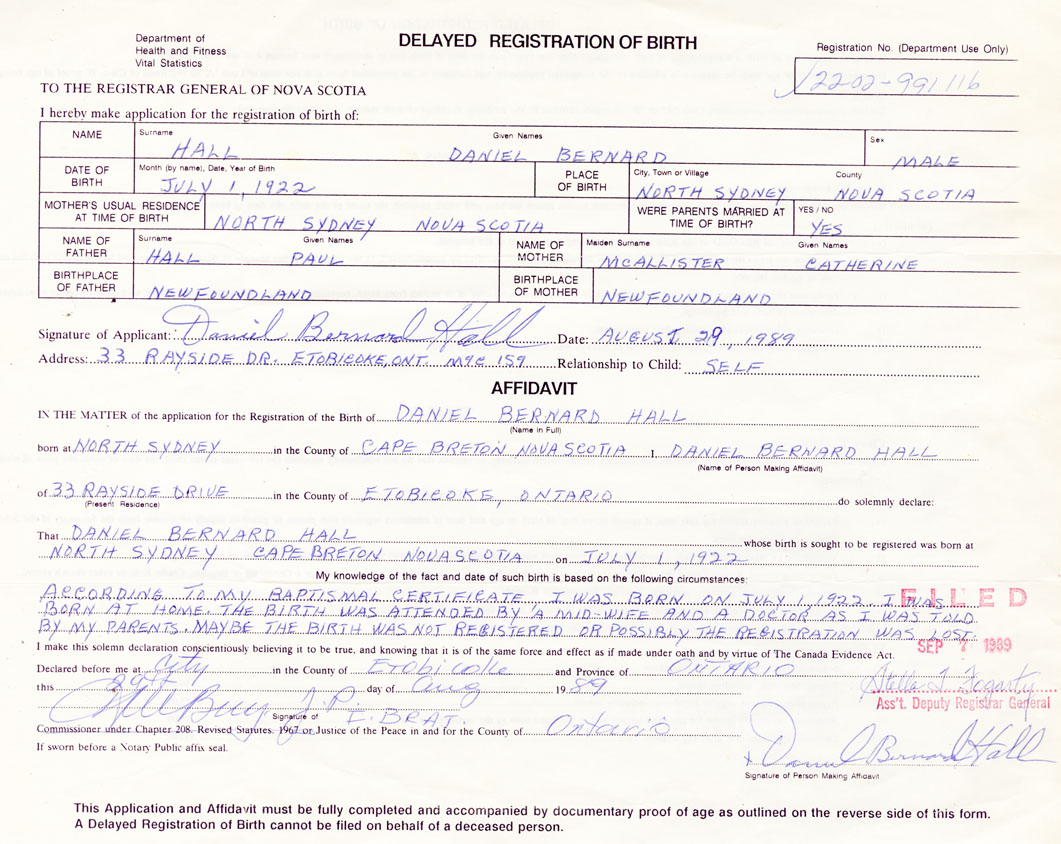 Department of
Health and Fitness
Vital Statistics
DELAYED REGISTRATION OF BIRTH
Registration No. (Department Use Only)
1922-02-991116
TO THE REGISTRAR GENERAL OF NOVA SCOTIA
I hereby make application for the registration of birth of:
NAME Surname Given Names Sex
HALL DANIEL BERNARD MALE
DATE OF BIRTH Month (by name), Date, Year of Birth PLACE OF BIRTH City, Town or Village County
JULY 1, 1922 NORTH SYDNEY NOVA SCOTIA
MOTHER'S USUAL RESIDENCE AT TIME OF BIRTH NORTH SYDNEY NOVA SCOTIA WERE PARENTS MARRIED AT TIME OF BIRTH? YES / NO YES
NAME OF FATHER Surname Given Names NAME OF MOTHER Maiden Surname Given Names
HALL PAUL MCALLISTER CATHERINE
BIRTHPLACE OF FATHER NEWFOUNDLAND BIRTHPLACE OF MOTHER NEWFOUNDLAND
Signature of Applicant: Daniel Bernard Hall Date: AUGUST 29, 1989
Address: 33 RAYSIDE DR. ETOBICOKE, ONT. M9C 1S9 Relationship to Child: SELF
AFFIDAVIT
IN THE MATTER of the application for the Registration of the Birth of DANIEL BERNARD HALL
(Name in Full)
born at NORTH SYDNEY in the County of CAPE BRETON NOVA SCOTIA I, DANIEL BERNARD HALL
(Name of Person Making Affidavit)
of 33 RAYSIDE DRIVE in the County of ETOBICOKE, ONTARIO do solemnly declare:
(Present Residence)
That DANIEL BERNARD HALL whose birth is sought to be registered was born at
NORTH SYDNEY CAPE BRETON NOVA SCOTIA on JULY 1, 1922
My knowledge of the fact and date of such birth is based on the following circumstances:
ACCORDING TO MY BAPTISMAL CERTIFICATE I WAS BORN ON JULY 1, 1922. I WAS
FILED
BORN AT HOME. THE BIRTH WAS ATTENDED BY A MID-WIFE AND A DOCTOR AS I WAS TOLD
BY MY PARENTS. MAYBE THE BIRTH WAS NOT REGISTERED OR POSSIBLY THE REGISTRATION WAS LOST.
I make this solemn declaration conscientiously believing it to be true, and knowing that it is of the same force and effect as if made under oath and by virtue of The Canada Evidence Act.
SEP 7 1989
Declared before me at City in the County of Etobicoke and Province of ONTARIO
this 29th day of Aug 1989
Stella T Fogarty
Ass't. Deputy Registrar General
J.P.
Signature of E. BRAT.
Commissioner under Chapter 208, Revised Statutes, 1967 or Justice of the Peace in and for the County of Ontario
If sworn before a Notary Public affix seal.
x Daniel Bernard Hall
Signature of Person Making Affidavit
This Application and Affidavit must be fully completed and accompanied by documentary proof of age as outlined on the reverse side of this form.
A Delayed Registration of Birth cannot be filed on behalf of a deceased person.